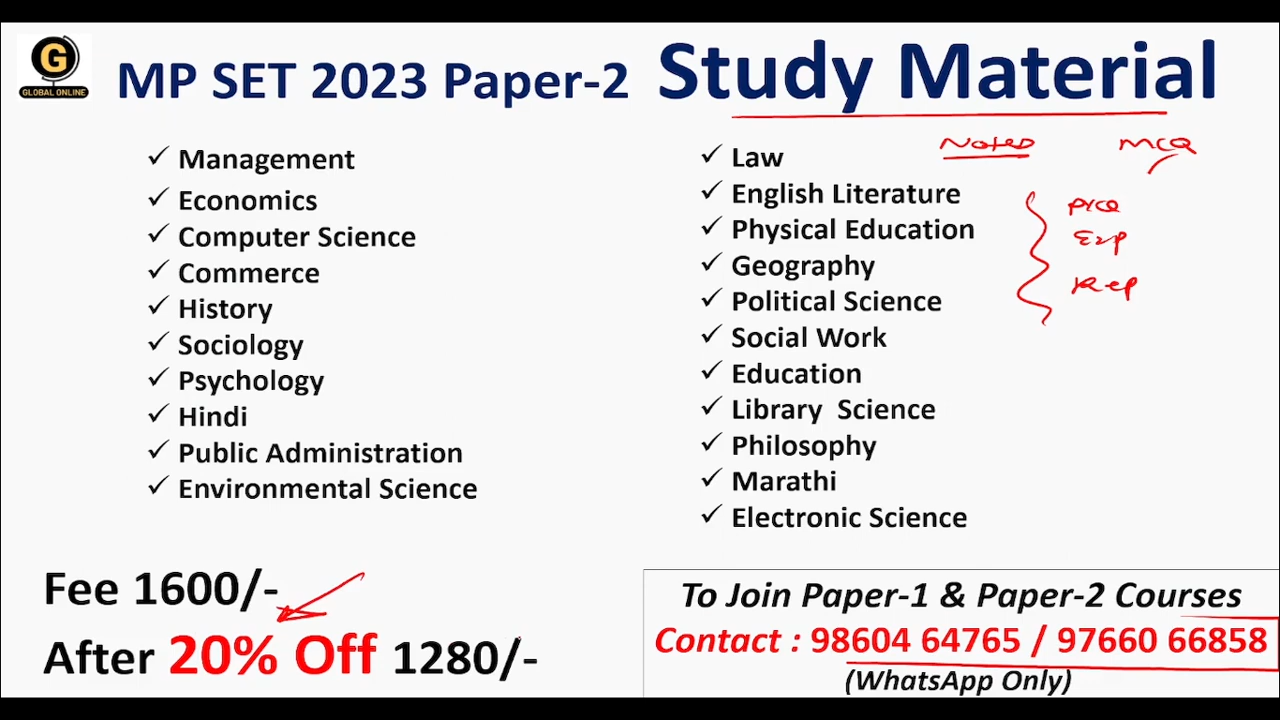 G
GLOBAL ONLINE
MP SET 2023 Paper-2 Study Material
Management
Economics
Computer Science
Commerce
History
Sociology
Psychology
Hindi
Public Administration
Environmental Science
Law
English Literature
Physical Education
Geography
Political Science
Social Work
Education
Library Science
Philosophy
Marathi
Electronic Science
Notes
MCQ
PYCQ
Exp
Rep
Fee 1600/-
After 20% Off 1280/-
To Join Paper-1 & Paper-2 Courses
Contact : 98604 64765 / 97660 66858
(WhatsApp Only)